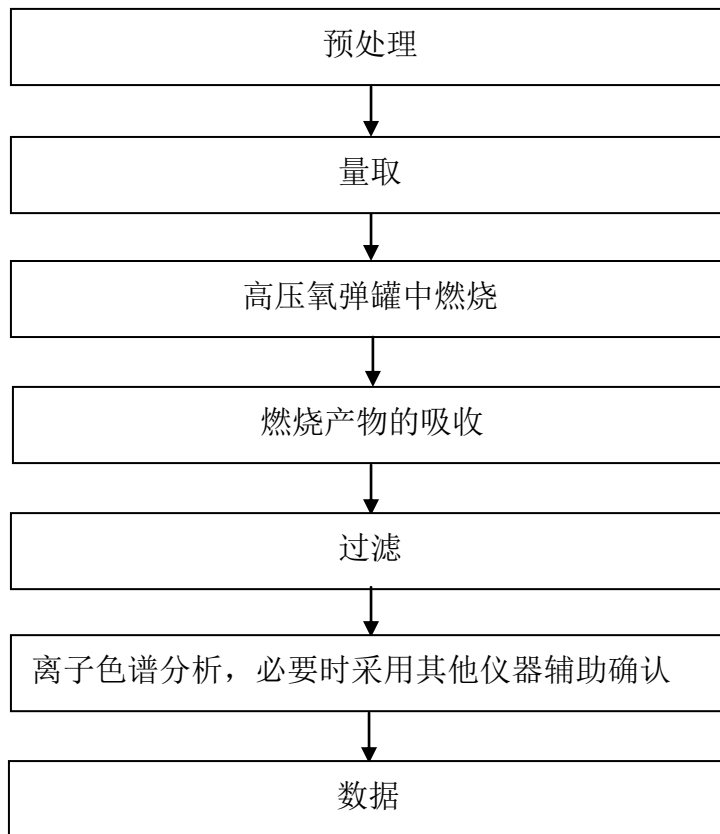 预处理
量取
高压氧弹罐中燃烧
燃烧产物的吸收
过滤
离子色谱分析，必要时采用其他仪器辅助确认
数据